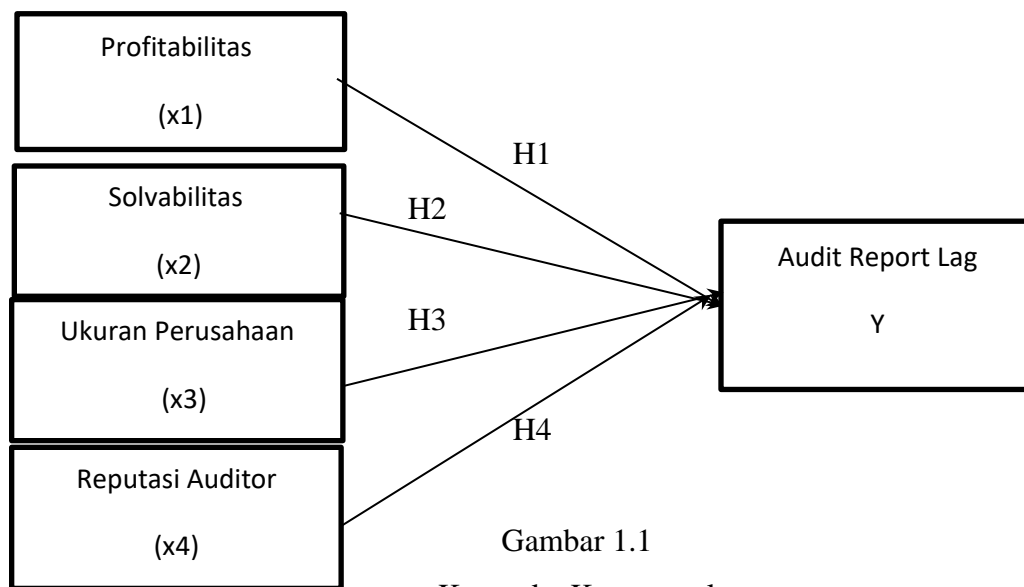 Profitabilitas
(x1)
H1
Solvabilitas
(x2)
H2
Ukuran Perusahaan
(x3)
H3
Reputasi Auditor
(x4)
H4
Audit Report Lag
Y
Gambar 1.1